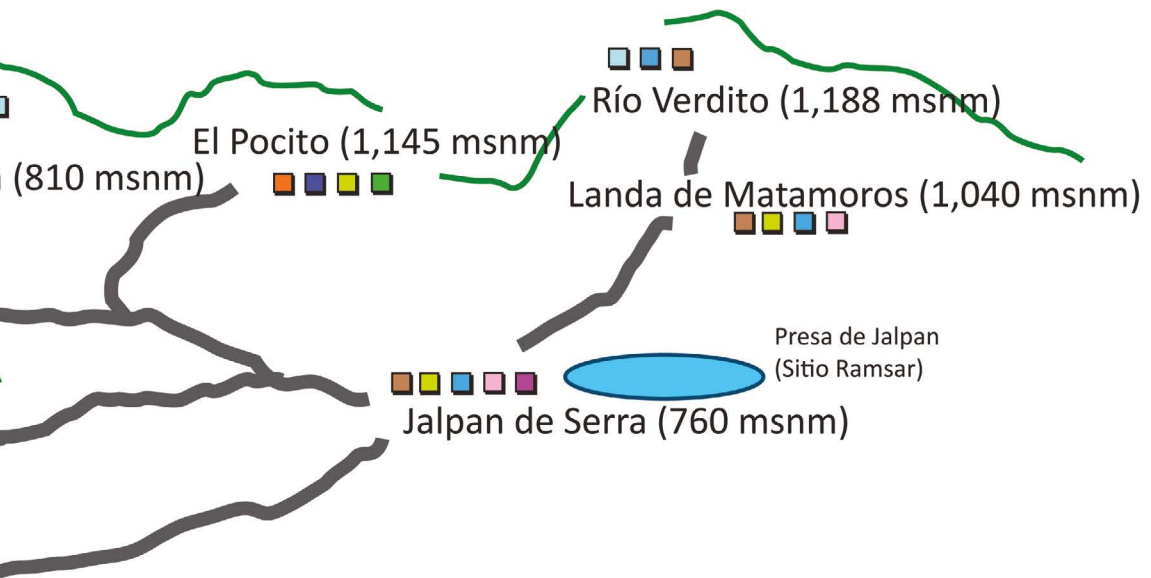 Río Verdito (1,188 msnm)
El Pocito (1,145 msnm)
(810 msnm)
Landa de Matamoros (1,040 msnm)
Presa de Jalpan
(Sitio Ramsar)
Jalpan de Serra (760 msnm)